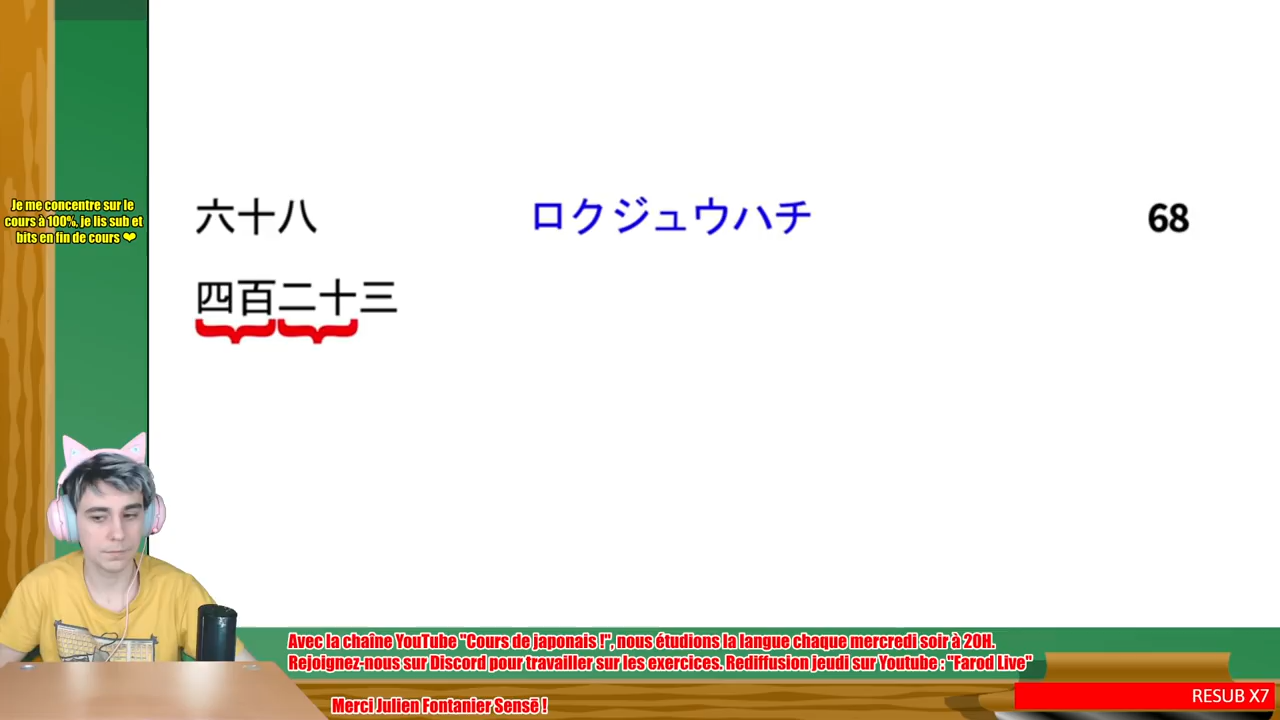 Je me concentre sur le
cours à 100%, je lis sub et
bits en fin de cours ❤
六十八 ロクジュウハチ 68
四百二十三
Avec la chaîne YouTube "Cours de japonais !", nous étudions la langue chaque mercredi soir à 20H.
Rejoignez-nous sur Discord pour travailler sur les exercices. Rediffusion jeudi sur Youtube : "Farod Live"
Merci Julien Fontanier Sensē !
RESUB X7